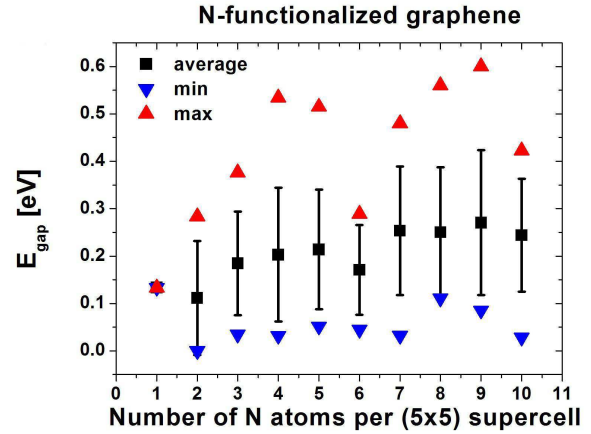 N-functionalized graphene
average
min
max
E_gap [eV]
0.6
0.5
0.4
0.3
0.2
0.1
0.0
0 1 2 3 4 5 6 7 8 9 10 11
Number of N atoms per (5x5) supercell